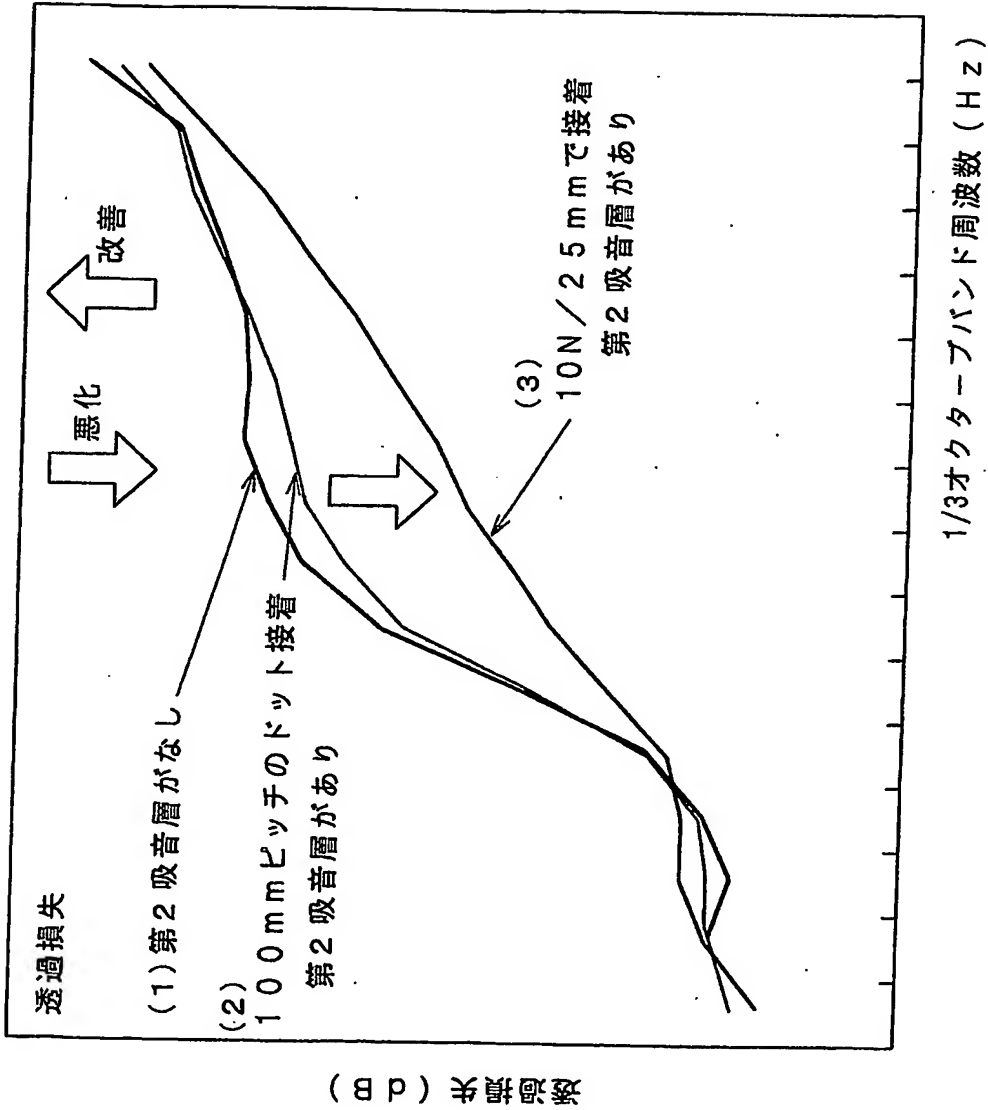 透過損失
悪化
改善
(1)第2吸音層がなし
(2)
100mmピッチのドット接着
第2吸音層があり
(3)
10N/25mmで接着
第2吸音層があり
透過損失(dB)
1/3オクターブバンド周波数(Hz)